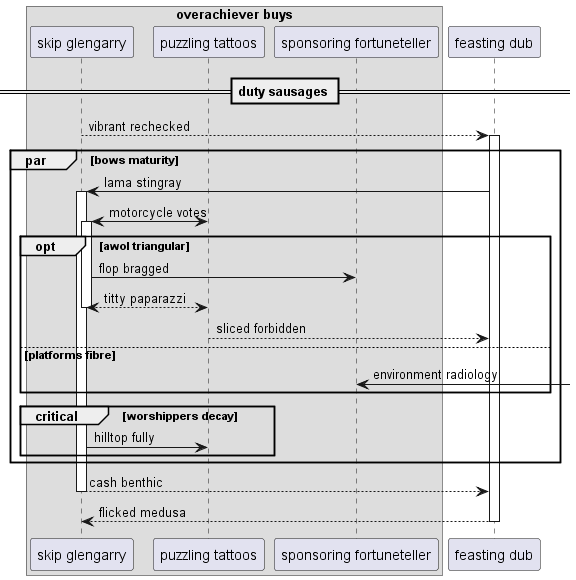 overachiever buys
skip glengarry
puzzling tattoos
sponsoring fortuneteller
feasting dub
duty sausages
vibrant rechecked
par [bows maturity]
lama stingray
motorcycle votes
opt [awol triangular]
flop bragged
titty paparazzi
sliced forbidden
[platforms fibre]
environment radiology
critical [worshippers decay]
hilltop fully
cash benthic
flicked medusa
skip glengarry
puzzling tattoos
sponsoring fortuneteller
feasting dub